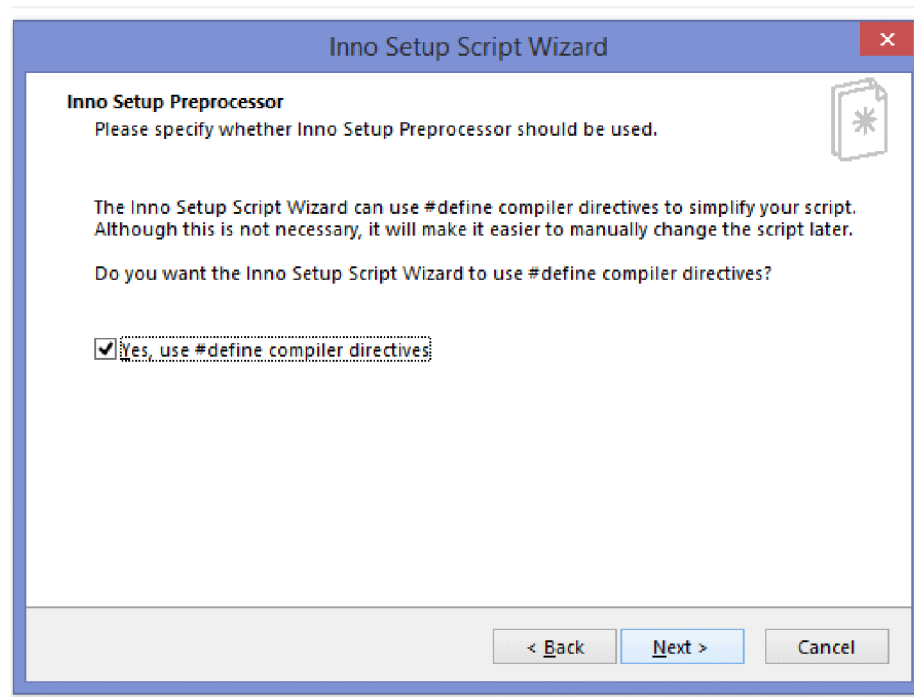 Inno Setup Script Wizard
Inno Setup Preprocessor
Please specify whether Inno Setup Preprocessor should be used.
The Inno Setup Script Wizard can use #define compiler directives to simplify your script.
Although this is not necessary, it will make it easier to manually change the script later.
Do you want the Inno Setup Script Wizard to use #define compiler directives?
Yes, use #define compiler directives
< Back Next > Cancel